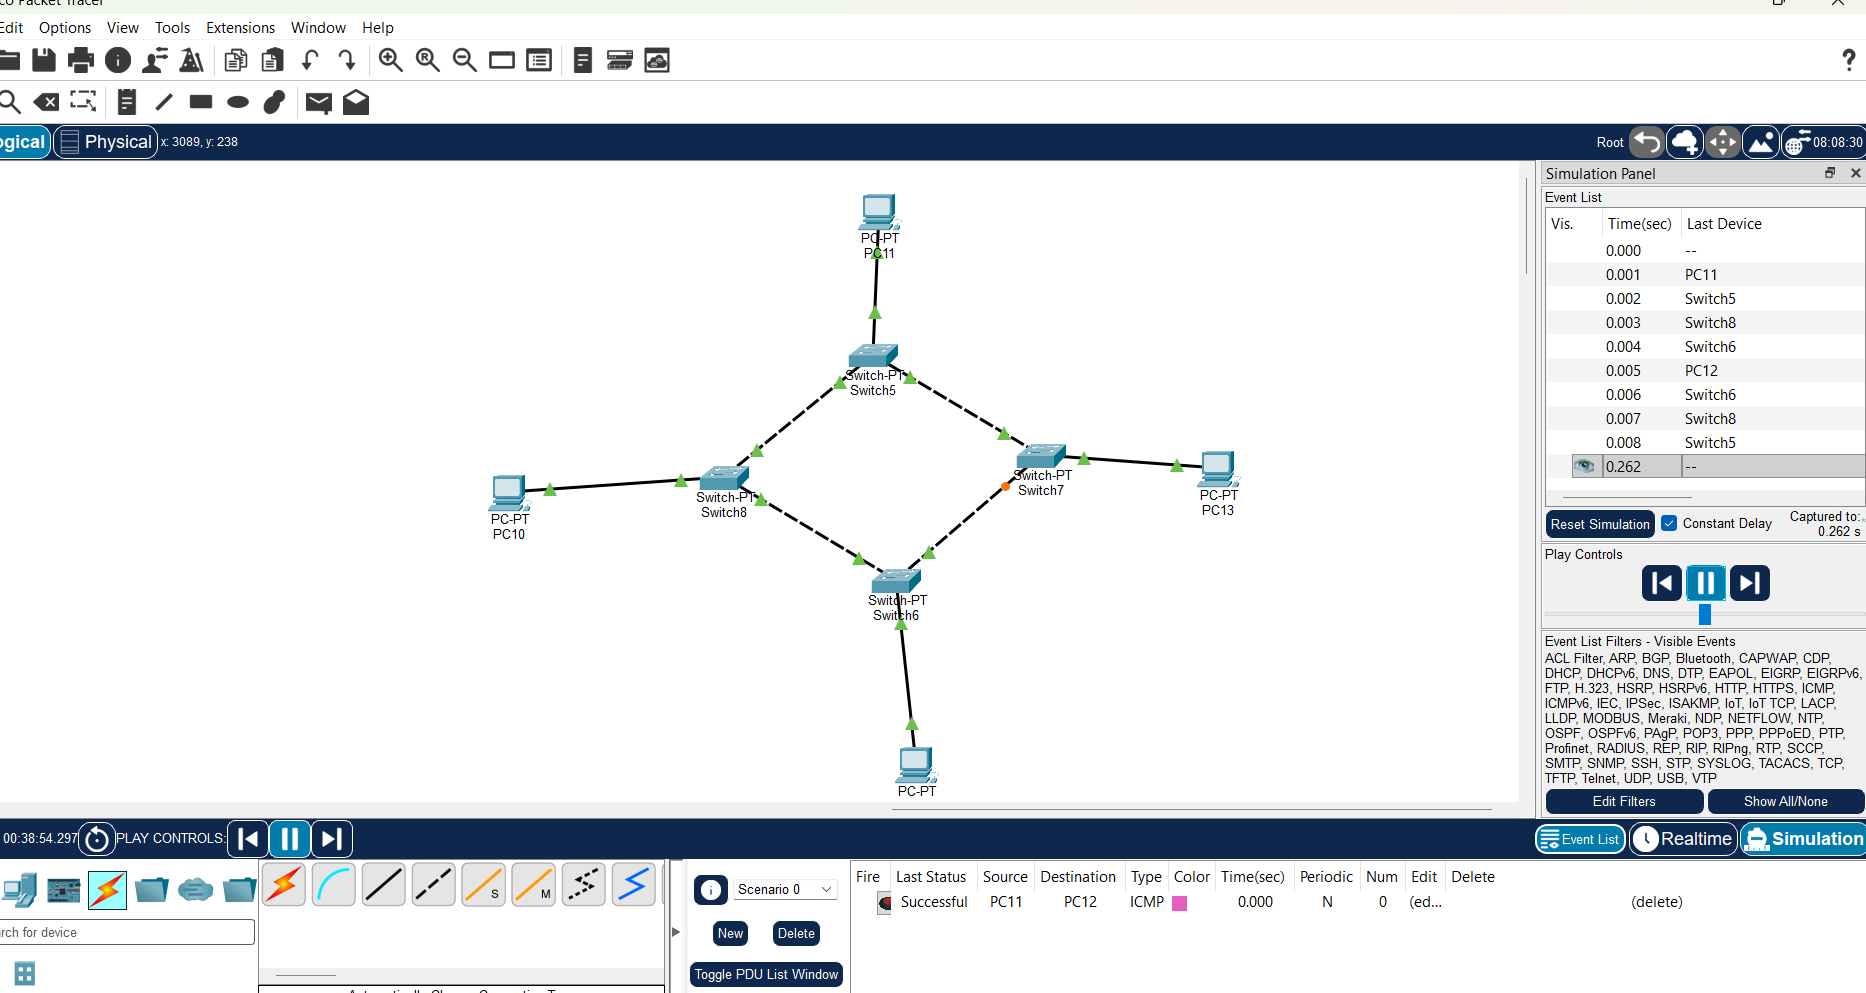 co Packet Tracer
Edit Options View Tools Extensions Window Help
ogical Physical x: 3089, y: 238 Root 08:08:30
Simulation Panel
Event List
Vis. Time(sec) Last Device
0.000 --
0.001 PC11
0.002 Switch5
0.003 Switch8
0.004 Switch6
0.005 PC12
0.006 Switch6
0.007 Switch8
0.008 Switch5
0.262 --
Reset Simulation Constant Delay Captured to:
0.262 s
Play Controls
Event List Filters - Visible Events
ACL Filter, ARP, BGP, Bluetooth, CAPWAP, CDP,
DHCP, DHCPv6, DNS, DTP, EAPOL, EIGRP, EIGRPv6,
FTP, H.323, HSRP, HSRPv6, HTTP, HTTPS, ICMP,
ICMPv6, IEC, IPSec, ISAKMP, IoT, IoT TCP, LACP,
LLDP, MODBUS, Meraki, NDP, NETFLOW, NTP,
OSPF, OSPFv6, PAgP, POP3, PPP, PPPoED, PTP,
Profinet, RADIUS, REP, RIP, RIPng, RTP, SCCP,
SMTP, SNMP, SSH, STP, SYSLOG, TACACS, TCP,
TFTP, Telnet, UDP, USB, VTP
Edit Filters Show All/None
PC-PT
PC11
Switch-PT
Switch5
Switch-PT
Switch7
PC-PT
PC13
Switch-PT
Switch8
PC-PT
PC10
Switch-PT
Switch6
PC-PT
00:38:54.297 PLAY CONTROLS: Event List Realtime Simulation
S M
rch for device
Scenario 0
New Delete
Toggle PDU List Window
Fire Last Status Source Destination Type Color Time(sec) Periodic Num Edit Delete
Successful PC11 PC12 ICMP 0.000 N 0 (ed... (delete)